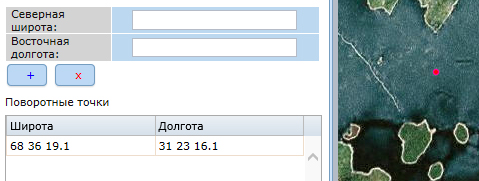 Северная
широта:
Восточная
долгота:
+ x
Поворотные точки
Широта Долгота
68 36 19.1 31 23 16.1